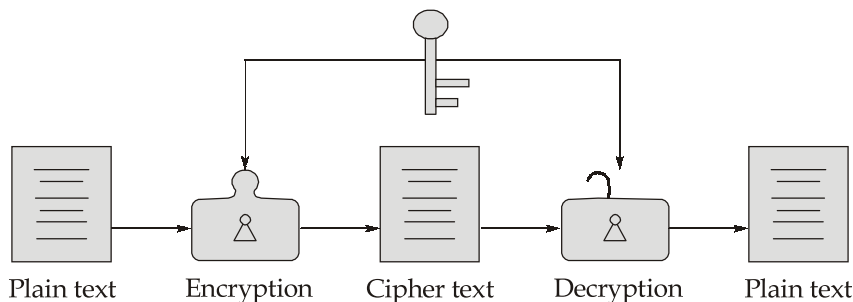 Plain text
Encryption
Cipher text
Decryption
Plain text